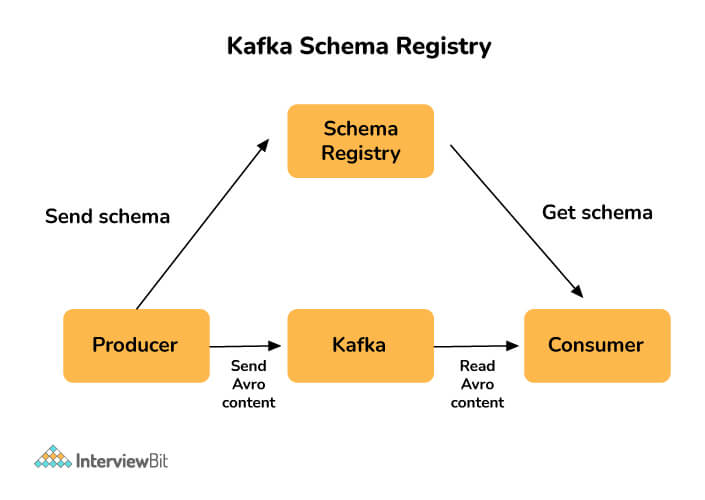 Kafka Schema Registry
Schema
Registry
Send schema
Get schema
Producer
Kafka
Consumer
Send
Avro
content
Read
Avro
content
InterviewBit